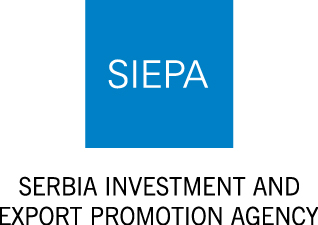 SIEPA
SERBIA INVESTMENT AND
EXPORT PROMOTION AGENCY